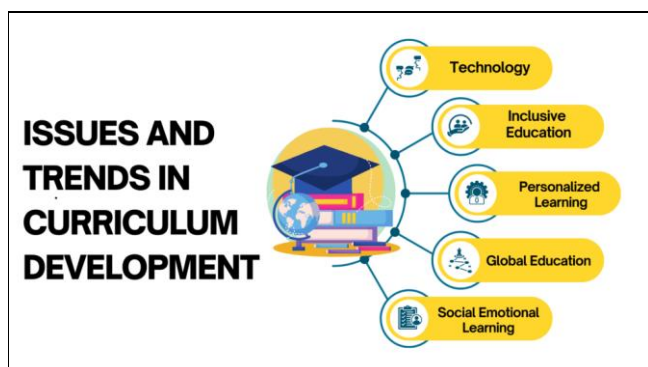 ISSUES AND
TRENDS IN
CURRICULUM
DEVELOPMENT
Technology
Inclusive
Education
Personalized
Learning
Global Education
Social Emotional
Learning